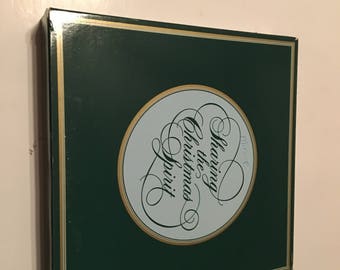 Sharing
the
Christmas
Spirit